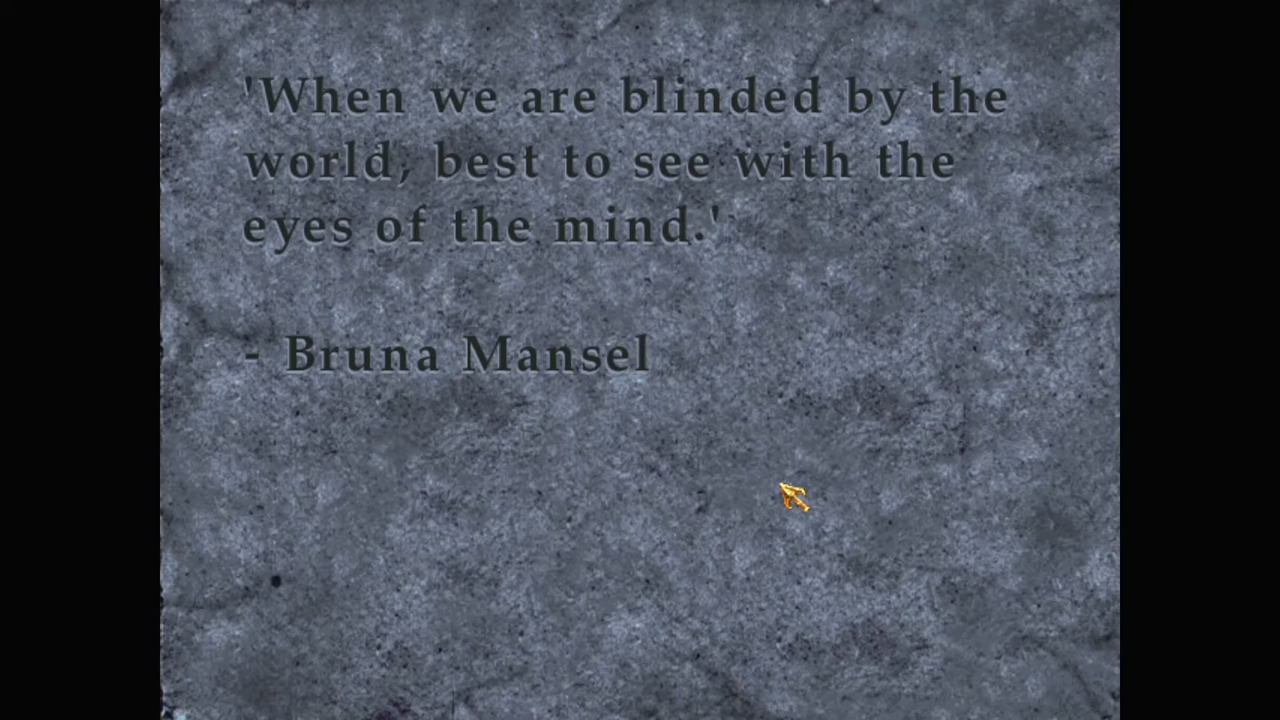 'When we are blinded by the
world, best to see with the
eyes of the mind.'
- Bruna Mansel